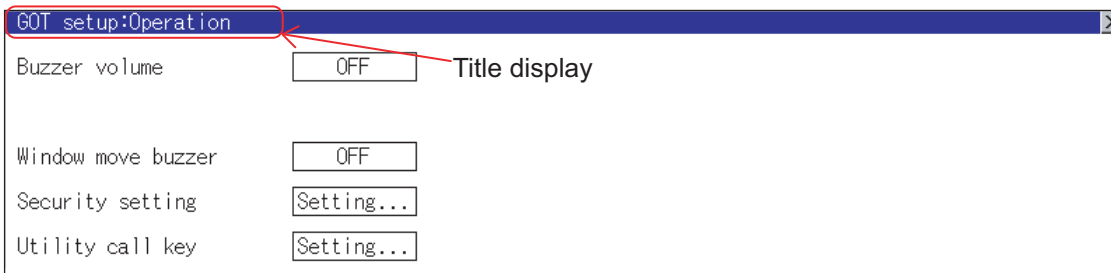 GOT setup:Operation
Buzzer volume OFF Title display
Window move buzzer OFF
Security setting Setting...
Utility call key Setting...